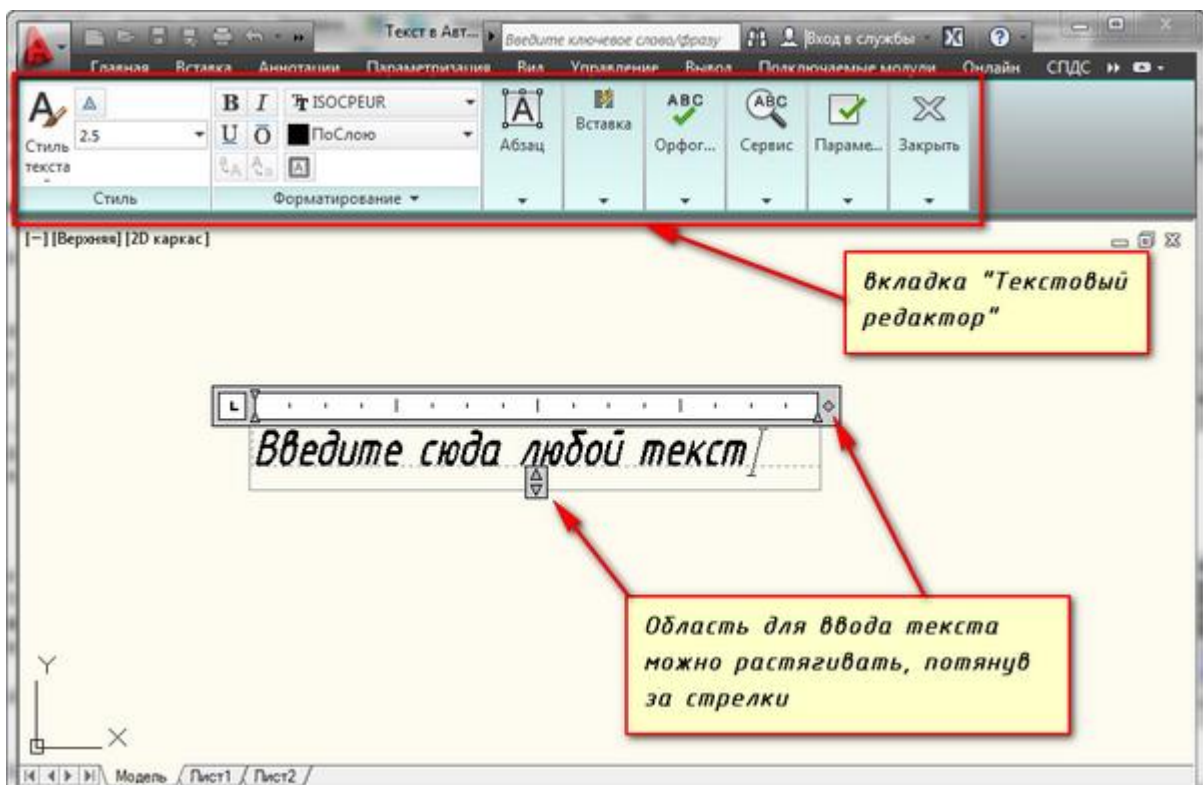 Текст в Авт...
Введите ключевое слово/фразу
Вход в службы
Главная Вставка Аннотации Параметризация Вид Управление Вывод Подключаемые модули Онлайн СПДС
Стиль текста
2.5
Стиль
B I ISOCPEUR
U O ПоСлою
Форматирование
A
Абзац
Вставка
ABC
Орфог...
ABC
Сервис
Параме...
Закрыть
[−][Верхняя][2D каркас]
вкладка "Текстовый
редактор"
L
Введите сюда любой текст
Область для ввода текста
можно растягивать, потянув
за стрелки
Y
X
Модель Лист1 Лист2